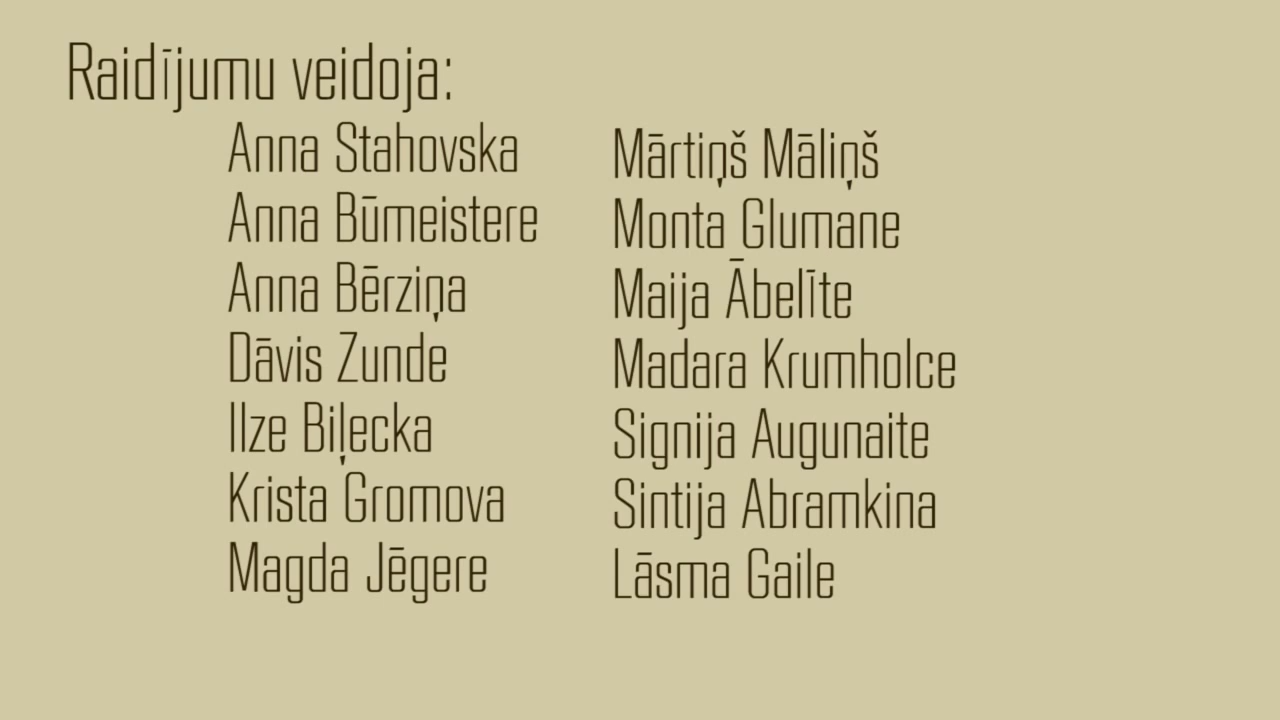 Raidījumu veidoja:
Anna Stahovska
Anna Būmeistere
Anna Bērziņa
Dāvis Zunde
Ilze Biļecka
Krista Gromova
Magda Jēgere
Mārtiņš Māliņš
Monta Glumane
Maija Ābelīte
Madara Krumholce
Signija Augunaite
Sintija Abramkina
Lāsma Gaile